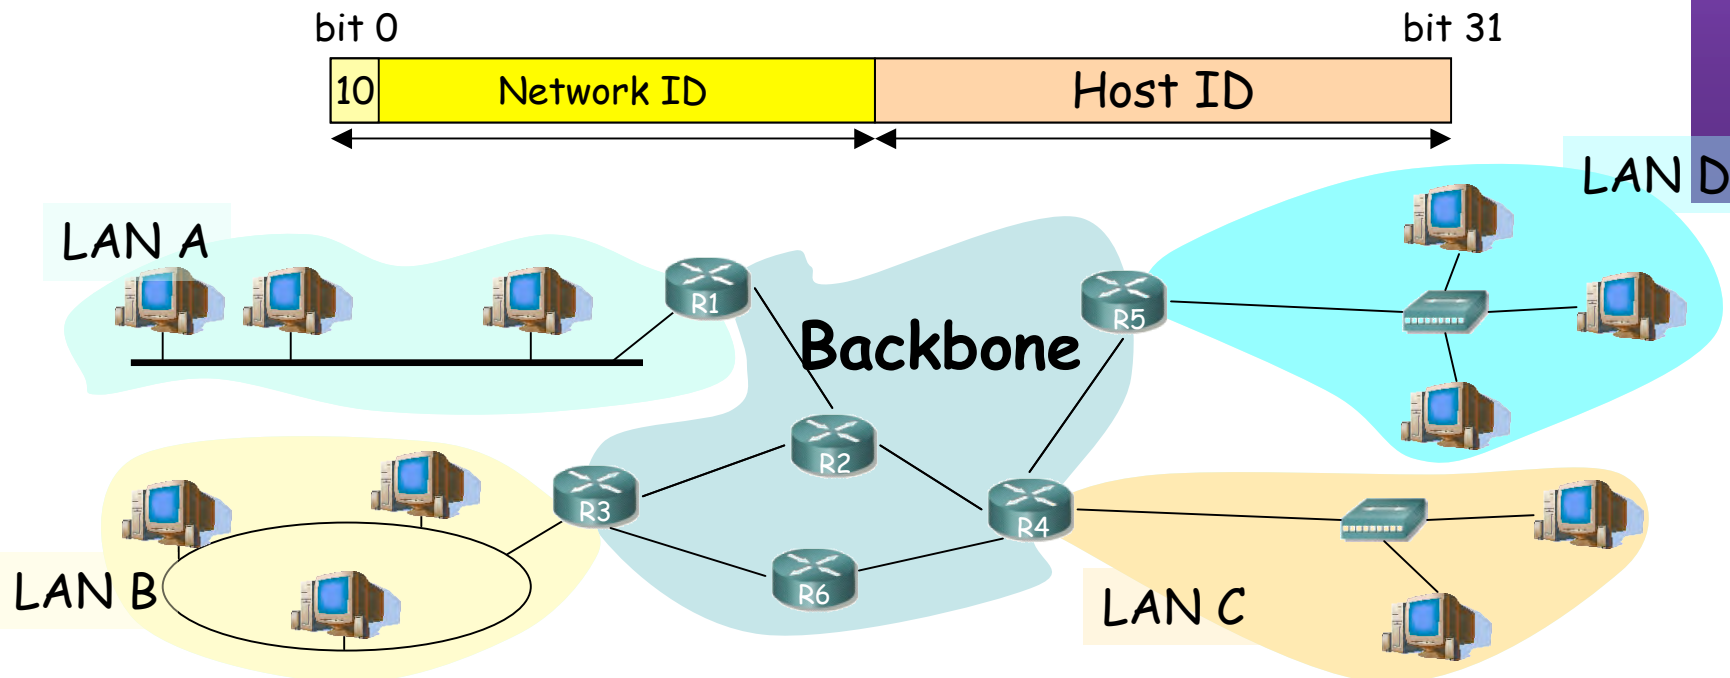 bit 0
bit 31
10
Network ID
Host ID
LAN D
LAN A
R1
R5
Backbone
R2
R3
R4
LAN B
R6
LAN C